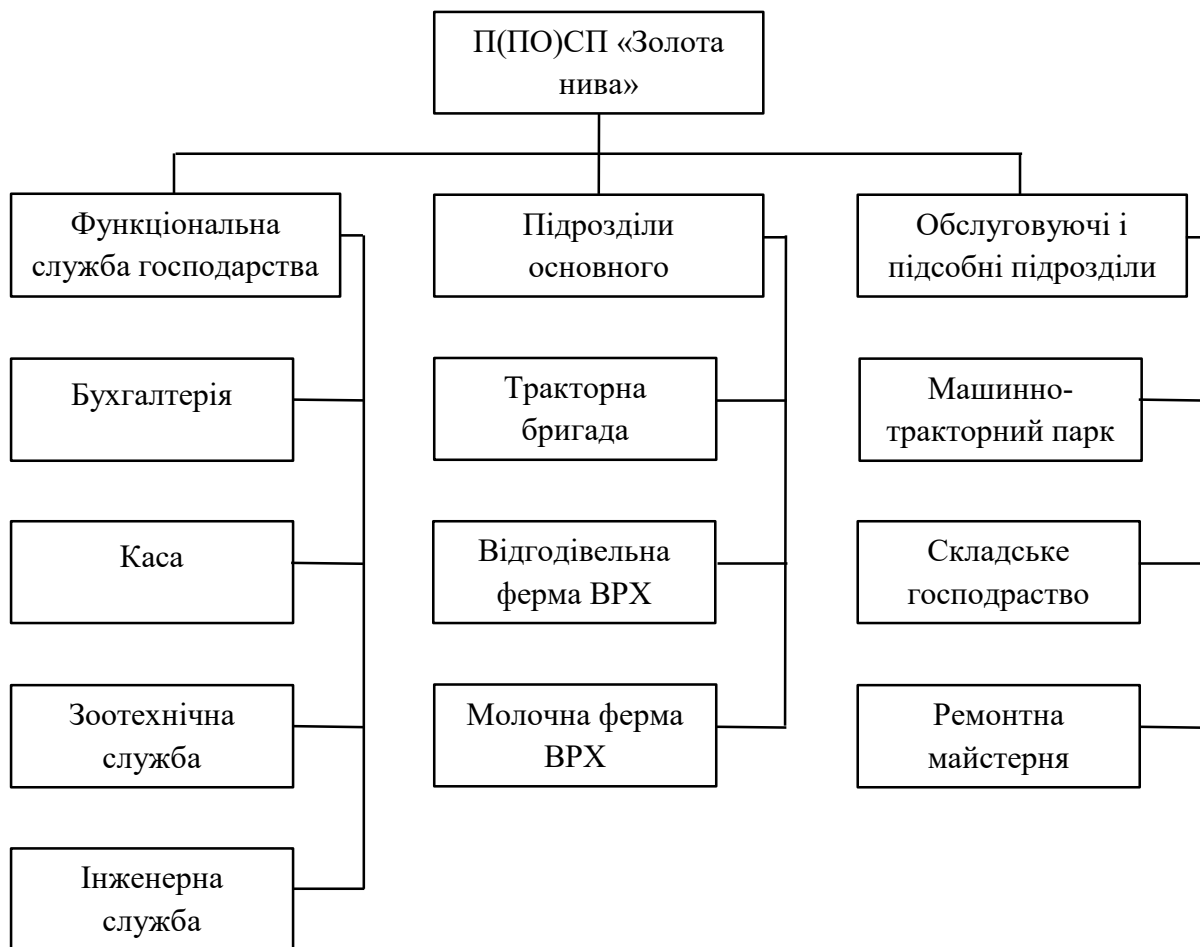 П(ПО)СП «Золота
нива»
Функціональна
служба господарства
Підрозділи
основного
Обслуговуючі і
підсобні підрозділи
Бухгалтерія
Тракторна
бригада
Машинно-
тракторний парк
Каса
Відгодівельна
ферма ВРХ
Складське
господраство
Зоотехнічна
служба
Молочна ферма
ВРХ
Ремонтна
майстерня
Інженерна
служба